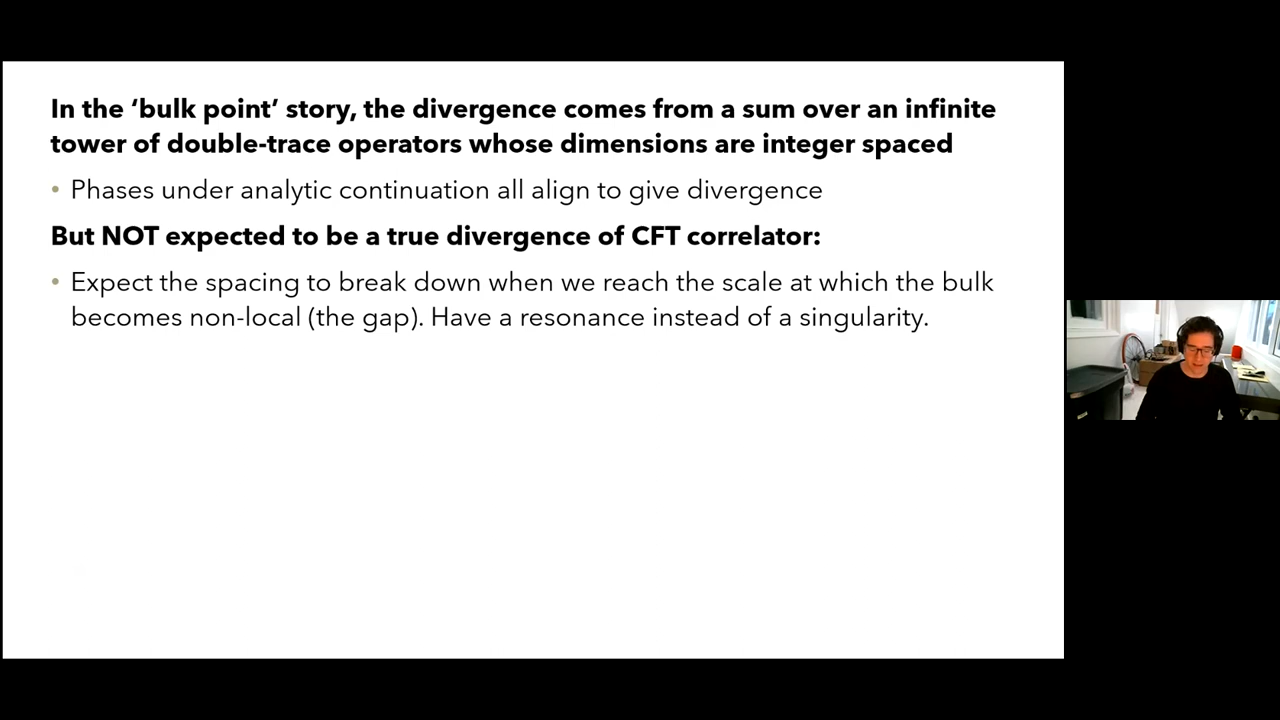 In the ‘bulk point’ story, the divergence comes from a sum over an infinite
tower of double-trace operators whose dimensions are integer spaced
• Phases under analytic continuation all align to give divergence
But NOT expected to be a true divergence of CFT correlator:
• Expect the spacing to break down when we reach the scale at which the bulk
becomes non-local (the gap). Have a resonance instead of a singularity.